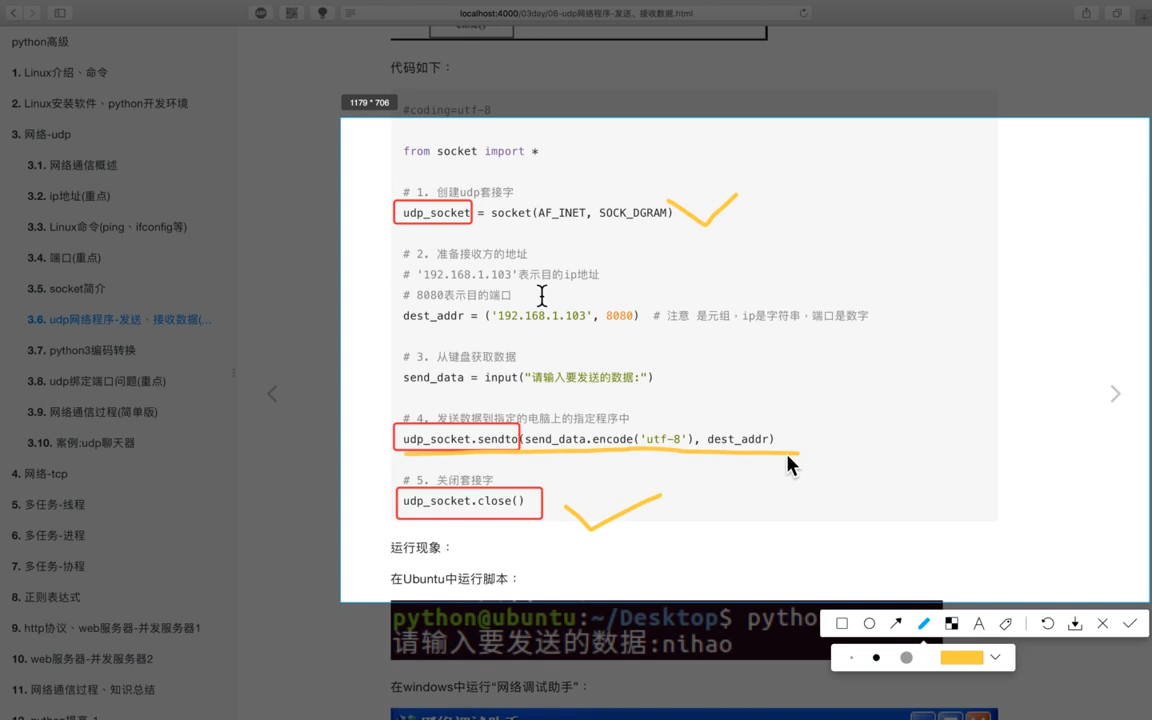 localhost:4000/03day/06-udp网络程序-发送、接收数据.html
python高级
1. Linux介绍、命令
2. Linux安装软件、python开发环境
3. 网络-udp
3.1. 网络通信概述
3.2. ip地址(重点)
3.3. Linux命令(ping、ifconfig等)
3.4. 端口(重点)
3.5. socket简介
3.6. udp网络程序-发送、接收数据(...
3.7. python3编码转换
3.8. udp绑定端口问题(重点)
3.9. 网络通信过程(简单版)
3.10. 案例:udp聊天器
4. 网络-tcp
5. 多任务-线程
6. 多任务-进程
7. 多任务-协程
8. 正则表达式
9. http协议、web服务器-并发服务器1
10. web服务器-并发服务器2
11. 网络通信过程、知识总结
12. python提高-1
代码如下：
1179 * 706
#coding=utf-8
from socket import *
# 1. 创建udp套接字
udp_socket = socket(AF_INET, SOCK_DGRAM)
# 2. 准备接收方的地址
# '192.168.1.103'表示目的ip地址
# 8080表示目的端口
dest_addr = ('192.168.1.103', 8080)  # 注意 是元组，ip是字符串，端口是数字
# 3. 从键盘获取数据
send_data = input("请输入要发送的数据:")
# 4. 发送数据到指定的电脑上的指定程序中
udp_socket.sendto(send_data.encode('utf-8'), dest_addr)
# 5. 关闭套接字
udp_socket.close()
运行现象：
在Ubuntu中运行脚本：
python@ubuntu:~/Desktop$ pytho
请输入要发送的数据:nihao
在windows中运行“网络调试助手”：
网络调试助手